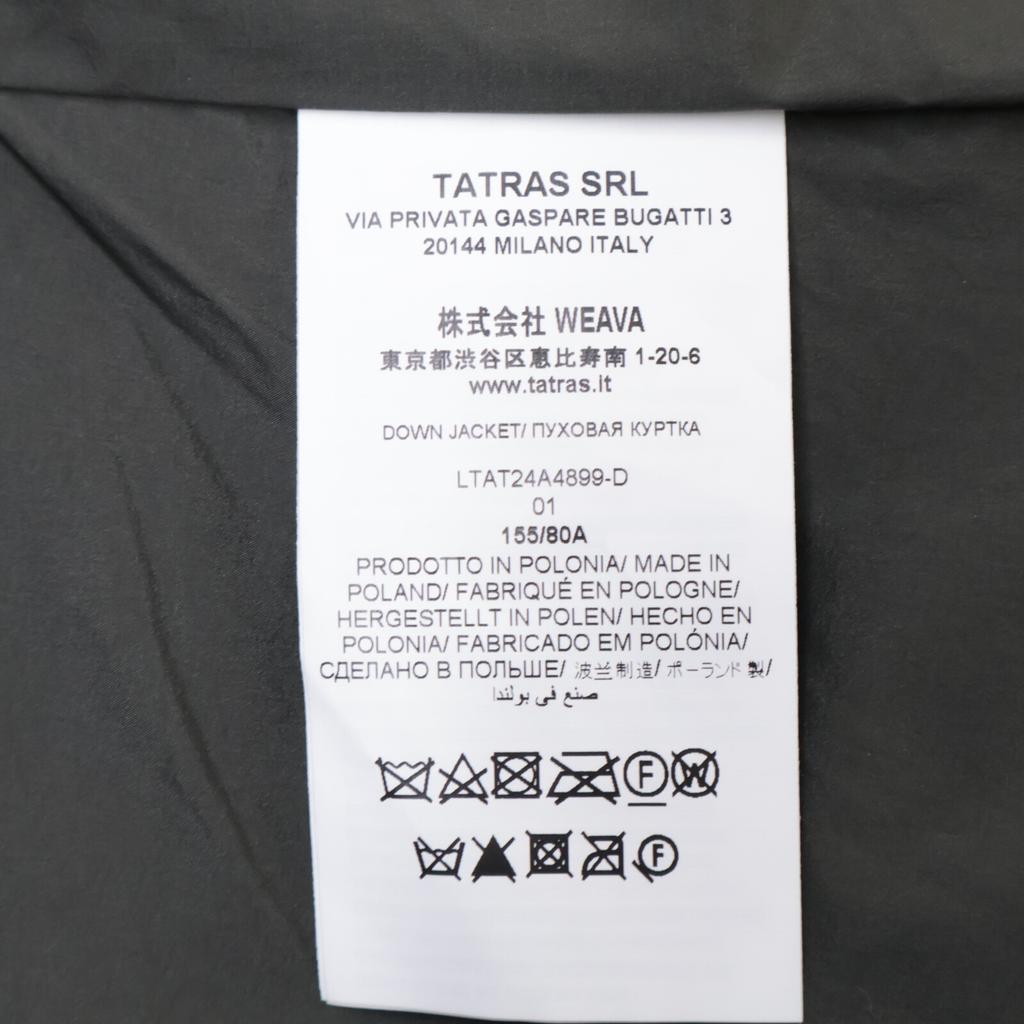 TATRAS SRL
VIA PRIVATA GASPARE BUGATTI 3
20144 MILANO ITALY
株式会社 WEAVA
東京都渋谷区恵比寿南 1-20-6
www.tatras.it
DOWN JACKET/ ПУХОВАЯ КУРТКА
LTAT24A4899-D
01
155/80A
PRODOTTO IN POLONIA/ MADE IN
POLAND/ FABRIQUÉ EN POLOGNE/
HERGESTELLT IN POLEN/ HECHO EN
POLONIA/ FABRICADO EM POLÓNIA/
СДЕЛАНО В ПОЛЬШЕ/ 波兰制造/ ポーランド 製/
صنع في بولندا
F W
F